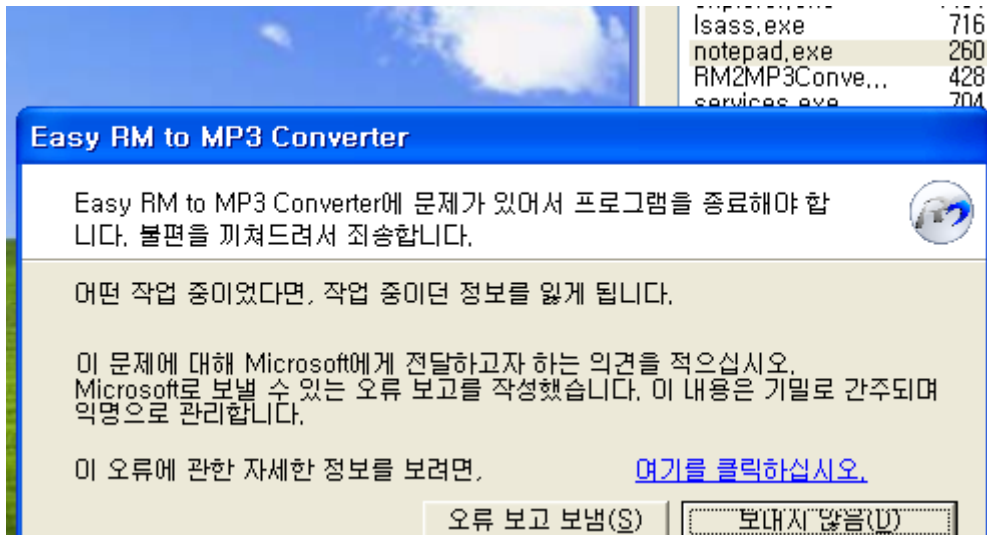 lsass.exe 716
notepad.exe 260
RM2MP3Conve... 428
services.exe 704
Easy RM to MP3 Converter
Easy RM to MP3 Converter에 문제가 있어서 프로그램을 종료해야 합
니다. 불편을 끼쳐드려서 죄송합니다.
어떤 작업 중이었다면, 작업 중이던 정보를 잃게 됩니다.
이 문제에 대해 Microsoft에게 전달하고자 하는 의견을 적으십시오.
Microsoft로 보낼 수 있는 오류 보고를 작성했습니다. 이 내용은 기밀로 간주되며
익명으로 관리합니다.
이 오류에 관한 자세한 정보를 보려면, 여기를 클릭하십시오.
오류 보고 보냄(S) 보내지 않음(D)